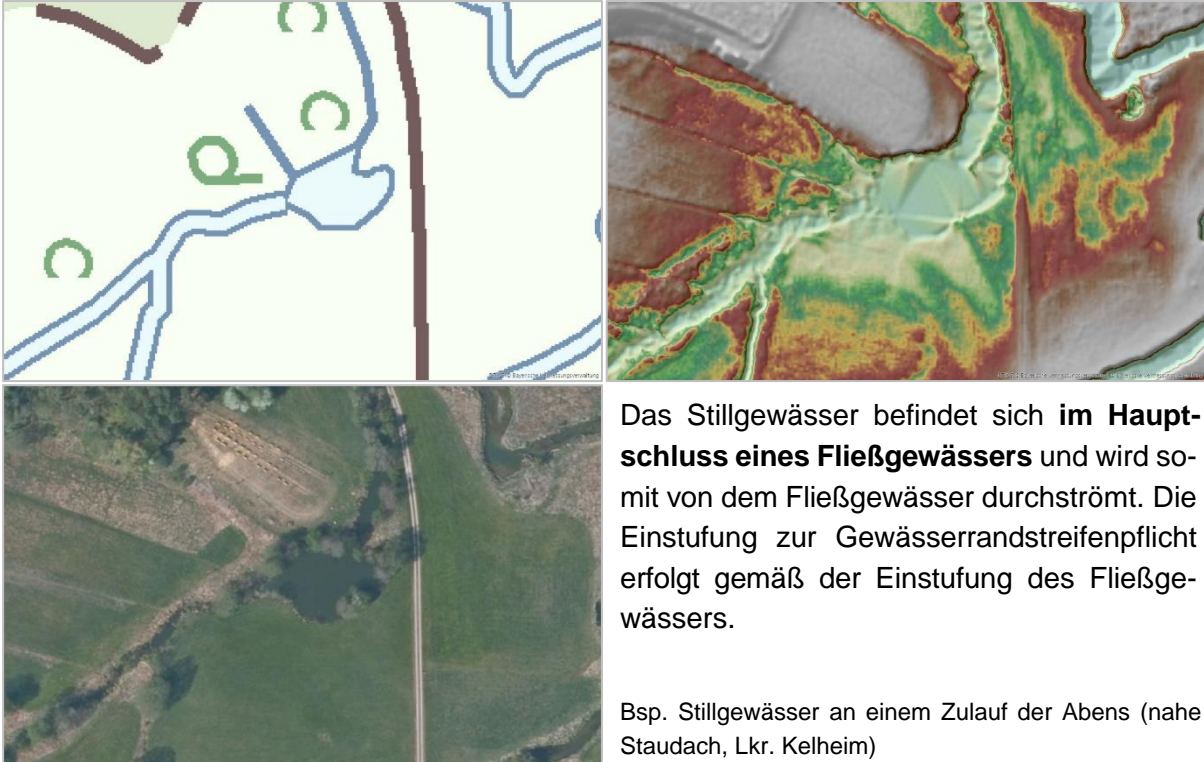 Das Stillgewässer befindet sich im Haupt-
schluss eines Fließgewässers und wird so-
mit von dem Fließgewässer durchströmt. Die
Einstufung zur Gewässerrandstreifenpflicht
erfolgt gemäß der Einstufung des Fließge-
wässers.
Bsp. Stillgewässer an einem Zulauf der Abens (nahe
Staudach, Lkr. Kelheim)